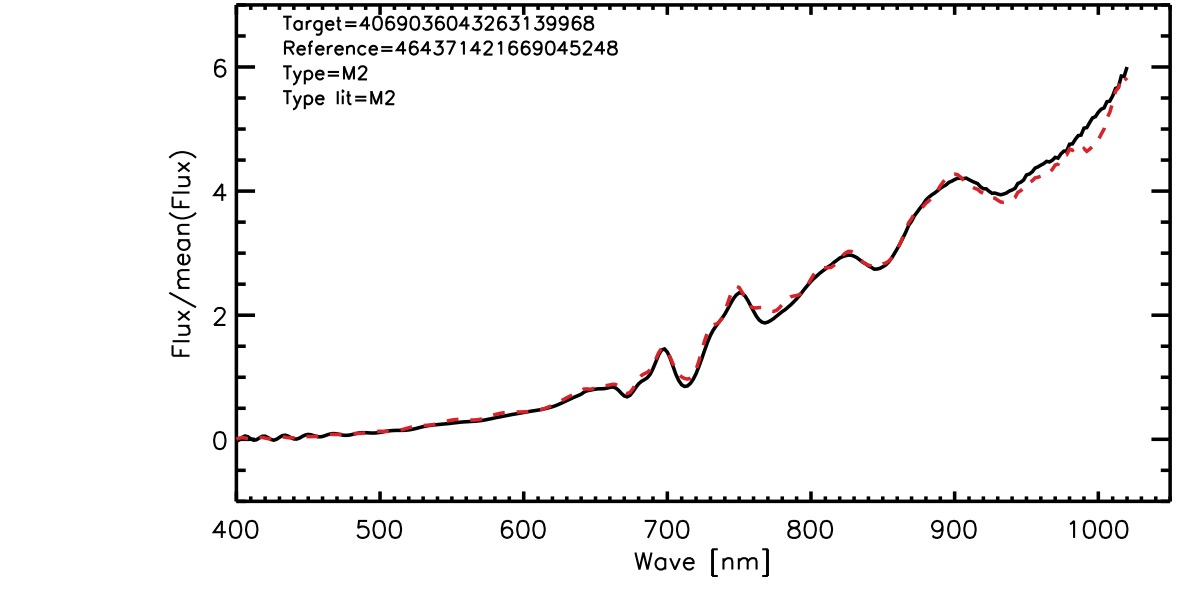 Target=4069036043263139968
Reference=464371421669045248
Type=M2
Type lit=M2
Flux/mean(Flux)
6
4
2
0
400 500 600 700 800 900 1000
Wave [nm]